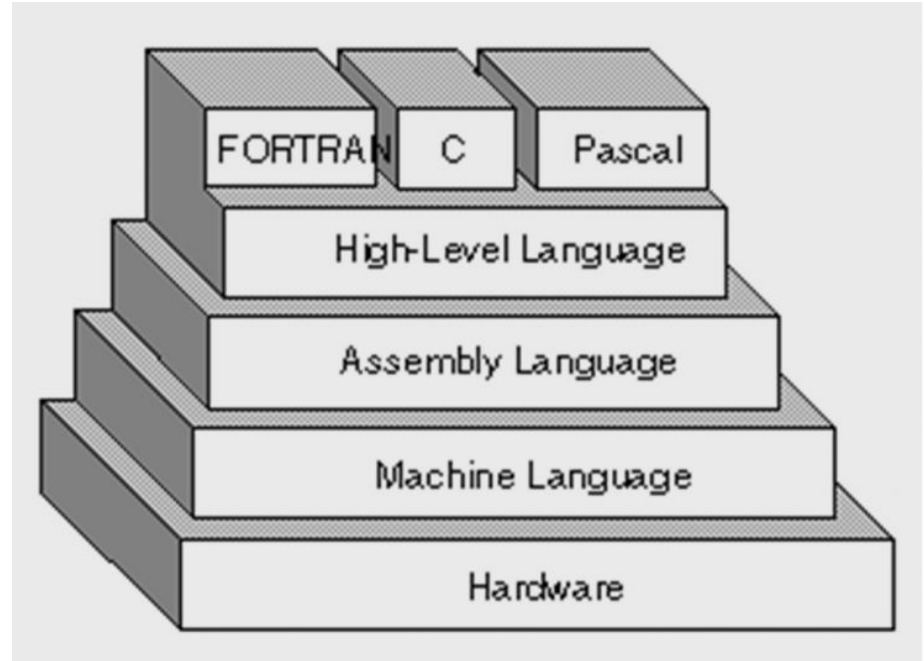 FORTRAN C Pascal
High-Level Language
Assembly Language
Machine Language
Hardware